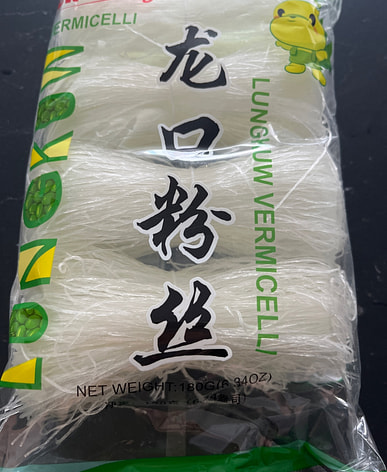 VERMICELLI
LUNGKOW
龙口粉丝
LUNGKOW VERMICELLI
NET WEIGHT:180G(6.34OZ)